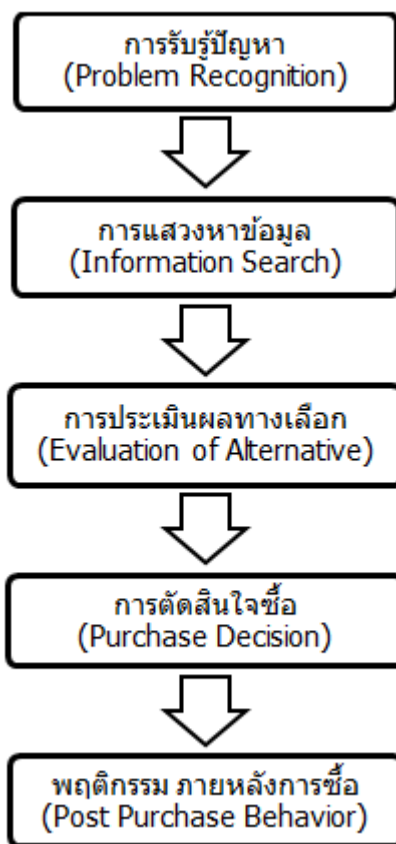 การรับรู้ปัญหา
(Problem Recognition)
การแสวงหาข้อมูล
(Information Search)
การประเมินผลทางเลือก
(Evaluation of Alternative)
การตัดสินใจซื้อ
(Purchase Decision)
พฤติกรรม ภายหลังการซื้อ
(Post Purchase Behavior)